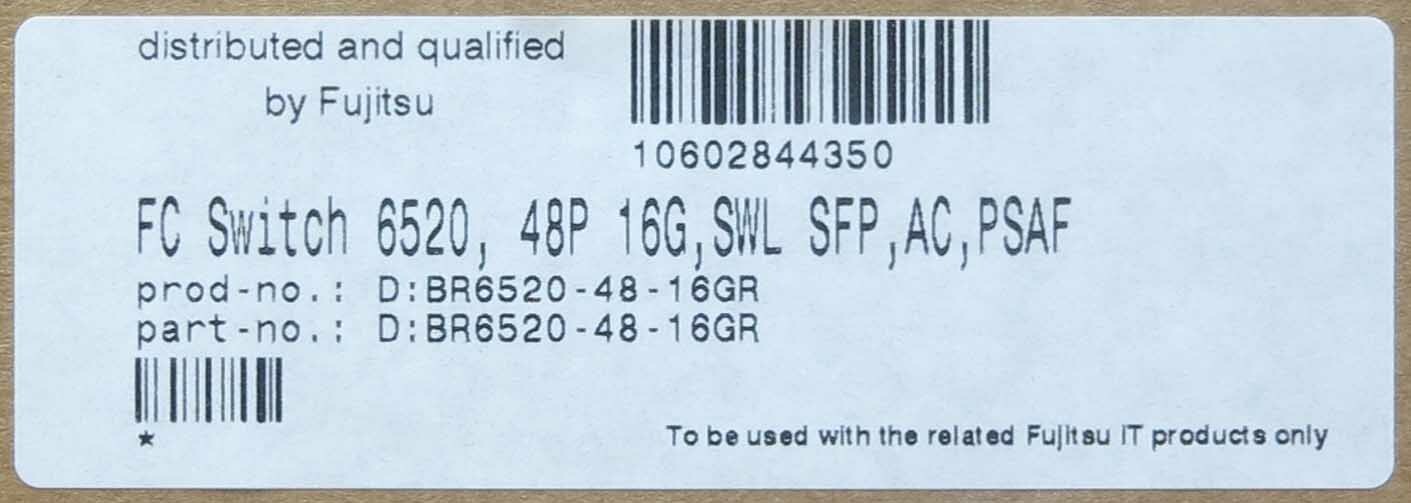 distributed and qualified
by Fujitsu
10602844350
FC Switch 6520, 48P 16G,SWL SFP,AC,PSAF
prod-no.: D:BR6520-48-16GR
part-no.: D:BR6520-48-16GR
*
To be used with the related Fujitsu IT products only